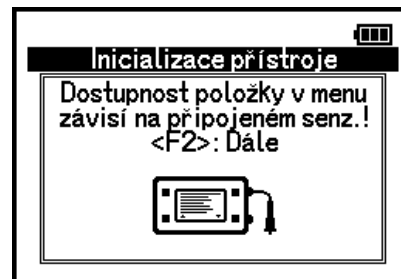 Inicializace přístroje
Dostupnost položky v menu
závisí na připojeném senz.!
<F2>: Dále